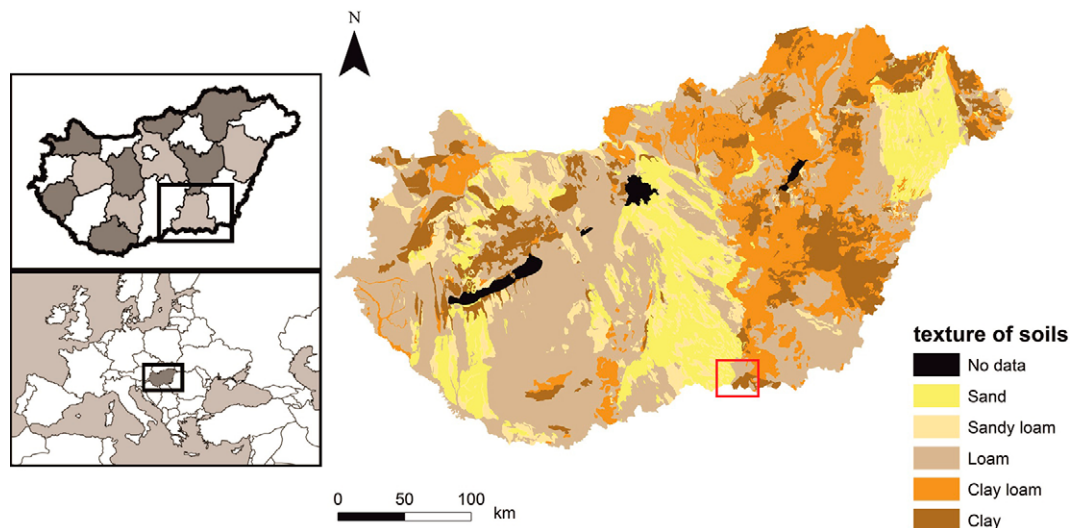 N
texture of soils
No data
Sand
Sandy loam
Loam
Clay loam
Clay
0 50 100
km